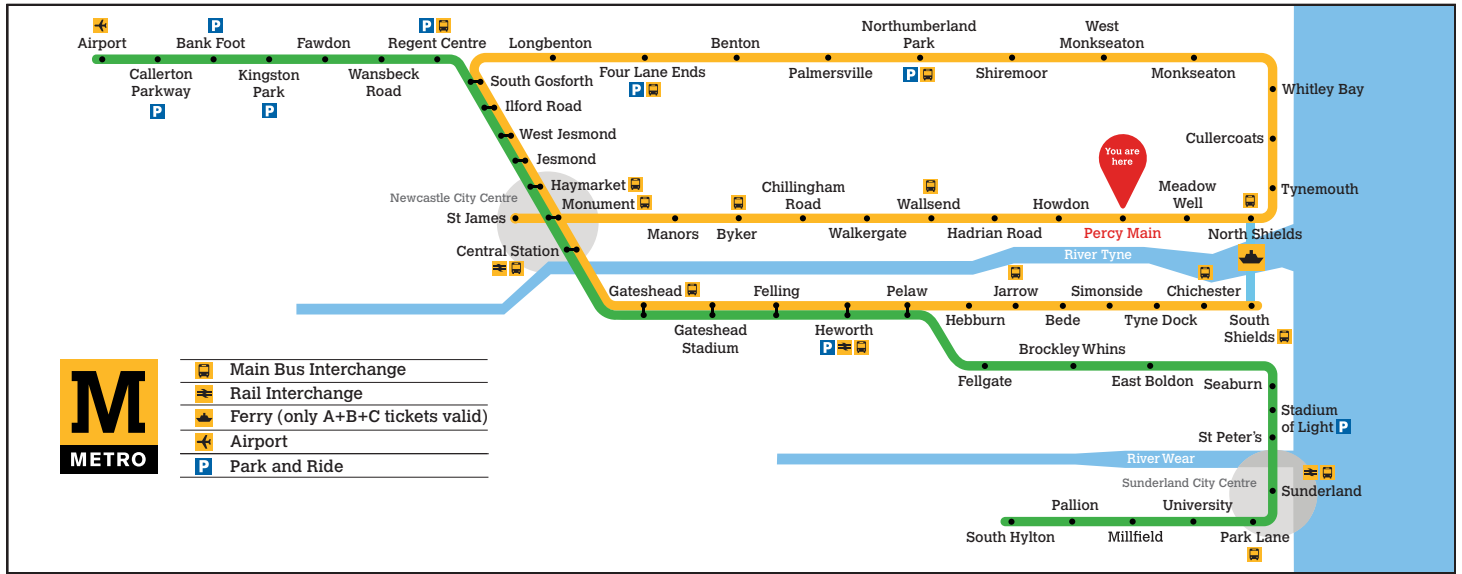 Airport
Bank Foot
Fawdon
P
Regent Centre
P
Callerton
Parkway
P
Kingston
Park
P
Wansbeck
Road
Longbenton
Four Lane Ends
P
Benton
Palmersville
Northumberland
Park
P
Shiremoor
West
Monkseaton
Monkseaton
Whitley Bay
Cullercoats
Tynemouth
South Gosforth
Ilford Road
West Jesmond
Jesmond
Haymarket
Newcastle City Centre
Monument
St James
Central Station
Manors
Byker
Chillingham
Road
Walkergate
Wallsend
Hadrian Road
Howdon
You are
here
Percy Main
Meadow
Well
North Shields
River Tyne
Gateshead
Gateshead
Stadium
Felling
Heworth
P
Pelaw
Hebburn
Jarrow
Bede
Simonside
Tyne Dock
Chichester
South
Shields
Brockley Whins
Fellgate
East Boldon
Seaburn
Stadium
of Light P
St Peter's
River Wear
Sunderland City Centre
Sunderland
Pallion
University
South Hylton
Millfield
Park Lane
M
METRO
Main Bus Interchange
Rail Interchange
Ferry (only A+B+C tickets valid)
Airport
P Park and Ride